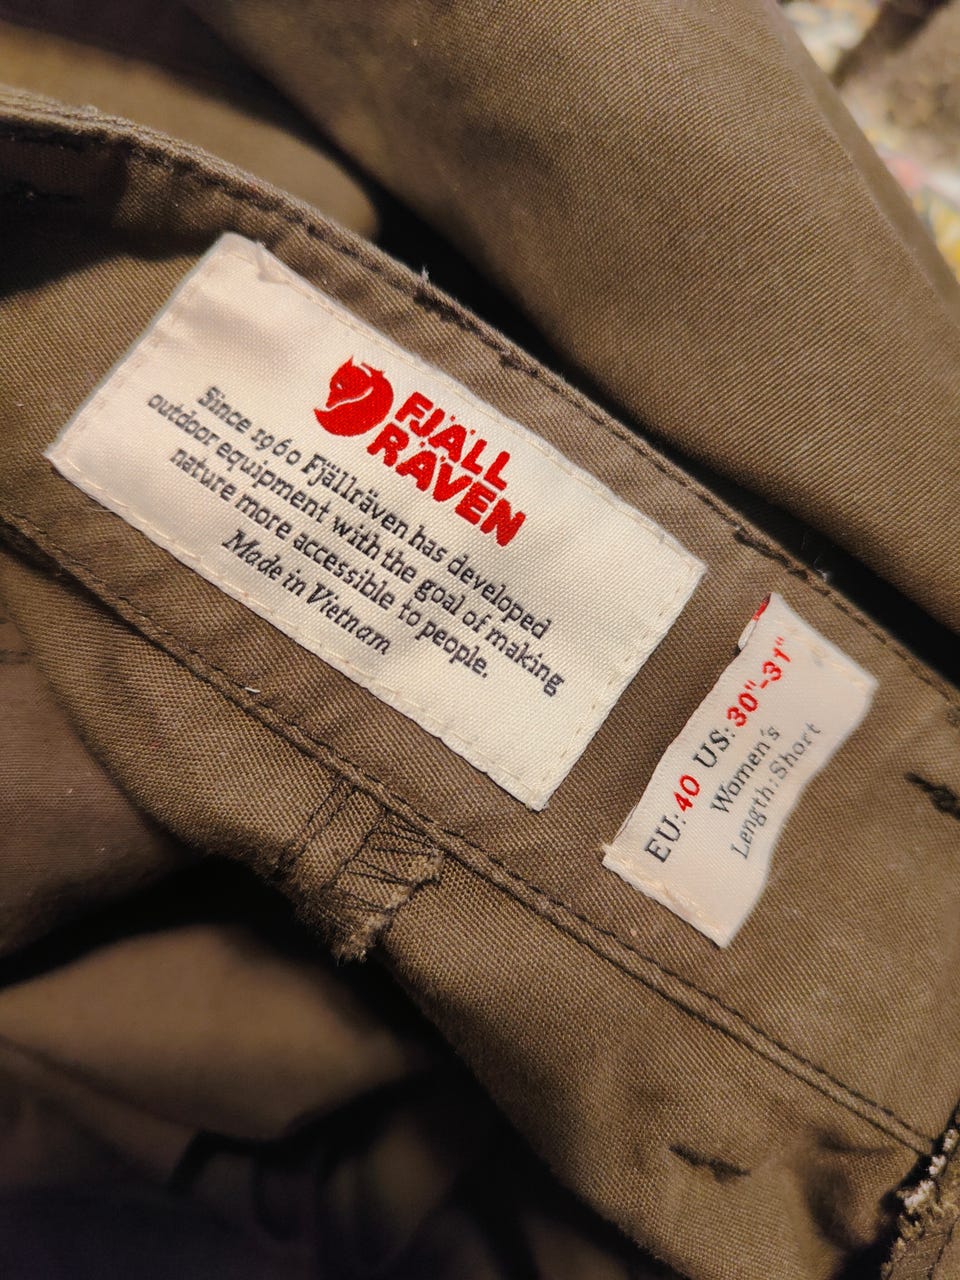 FJÄLL
RÄVEN
Since 1960 Fjällräven has developed
outdoor equipment with the goal of making
nature more accessible to people.
Made in Vietnam
EU: 40 US: 30"-31"
Women's
Length: Short